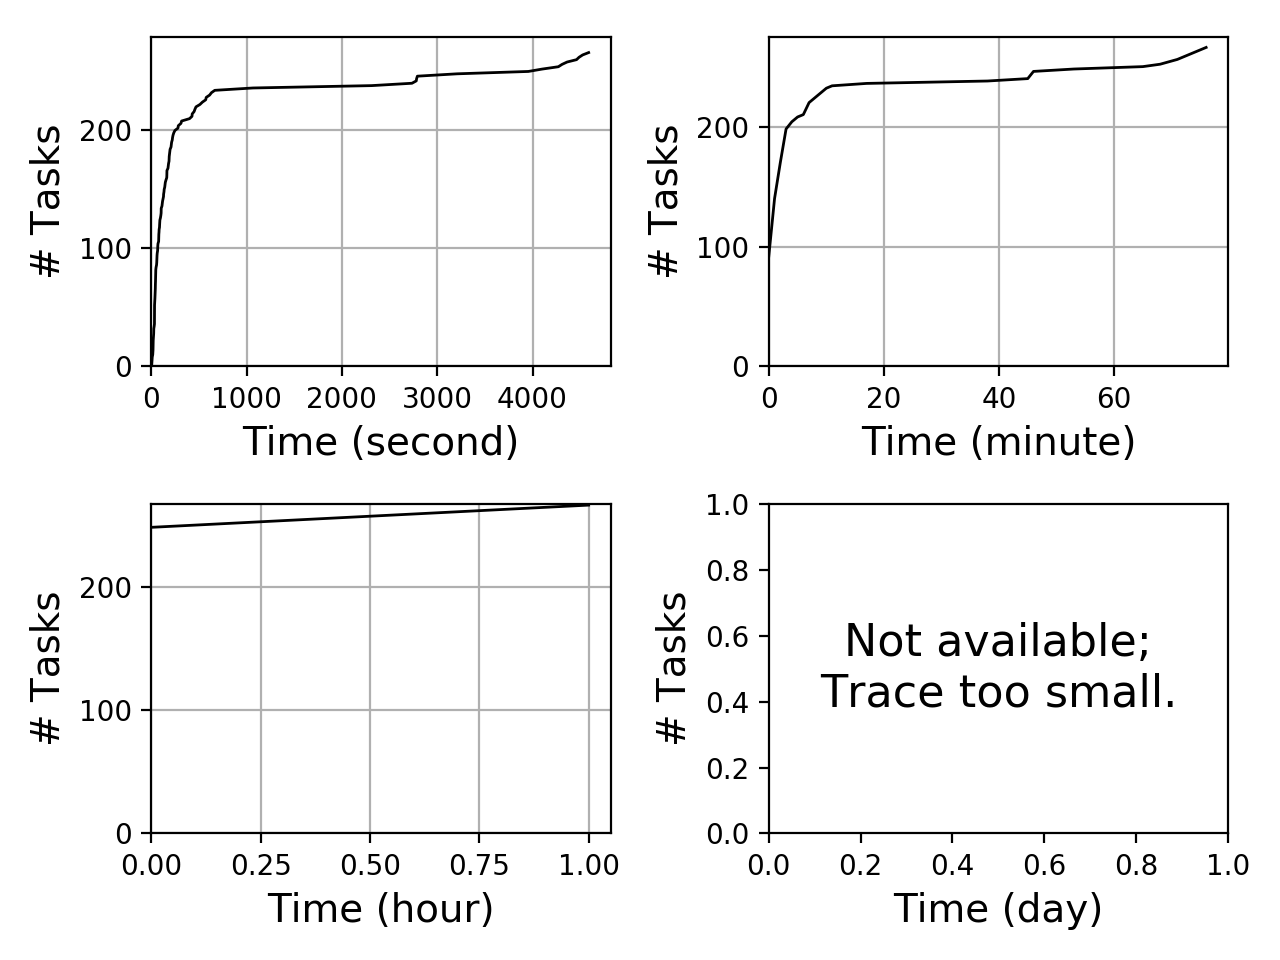 # Tasks
200
100
0
0 1000 2000 3000 4000
Time (second)
# Tasks
200
100
0
0 20 40 60
Time (minute)
# Tasks
200
100
0
0.00 0.25 0.50 0.75 1.00
Time (hour)
# Tasks
1.0
0.8
0.6
0.4
0.2
0.0
Not available;
Trace too small.
0.0 0.2 0.4 0.6 0.8 1.0
Time (day)